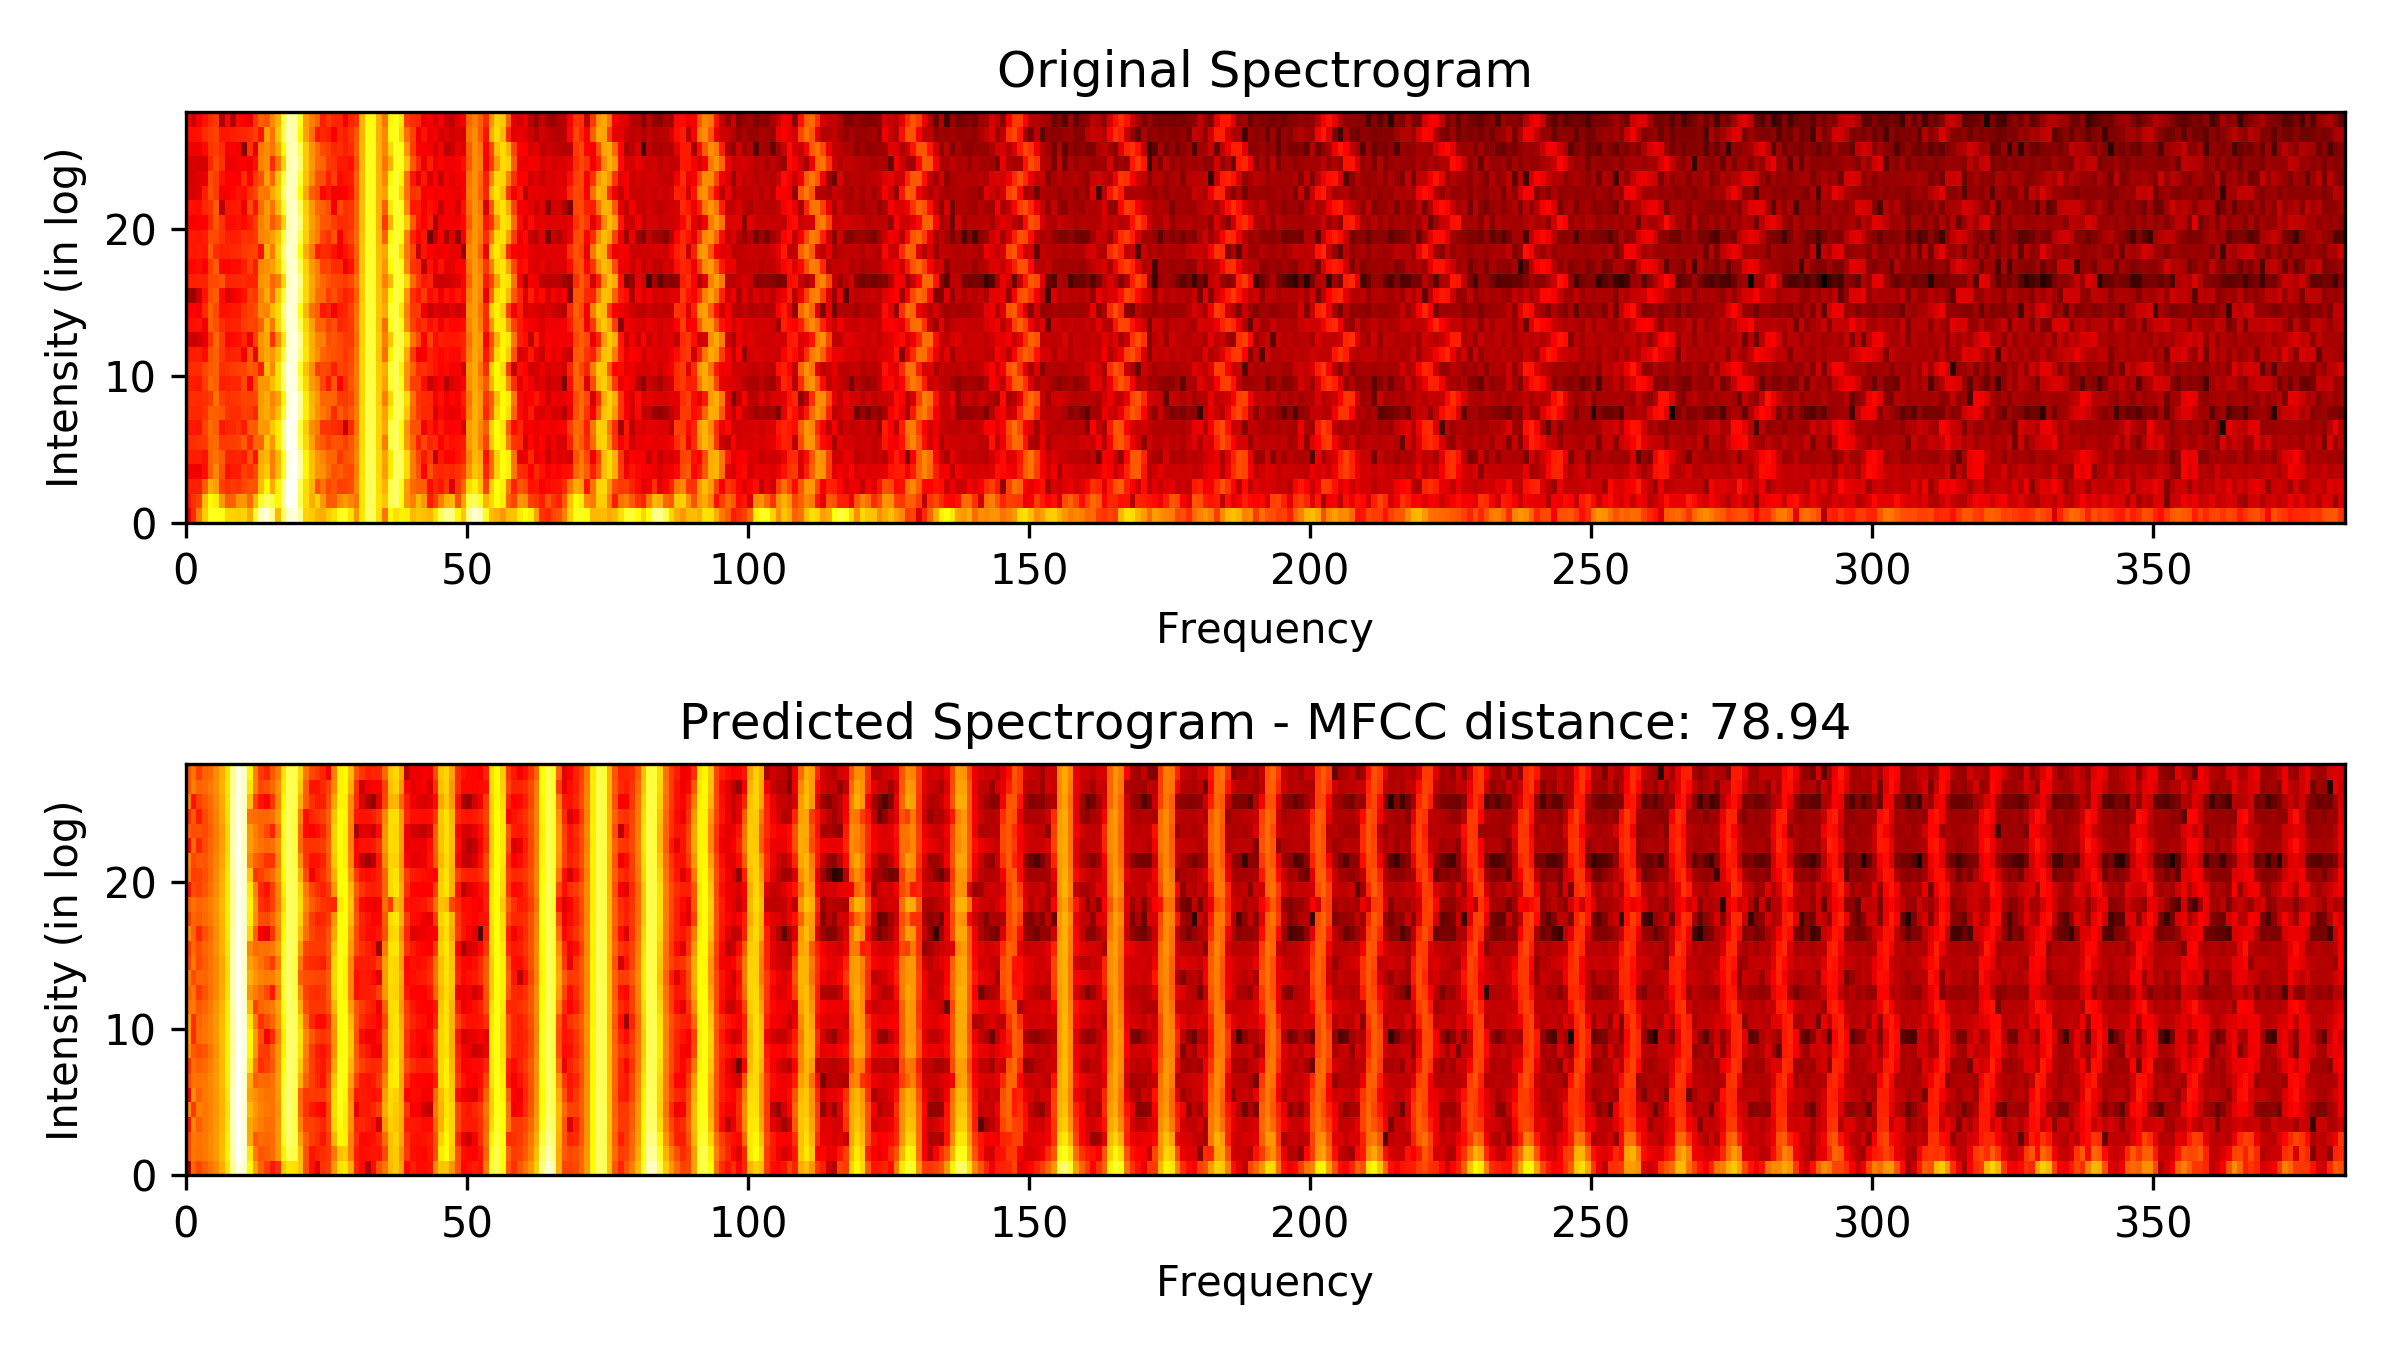 Original Spectrogram
Intensity (in log)
20
10
0
0 50 100 150 200 250 300 350
Frequency
Predicted Spectrogram - MFCC distance: 78.94
Intensity (in log)
20
10
0
0 50 100 150 200 250 300 350
Frequency